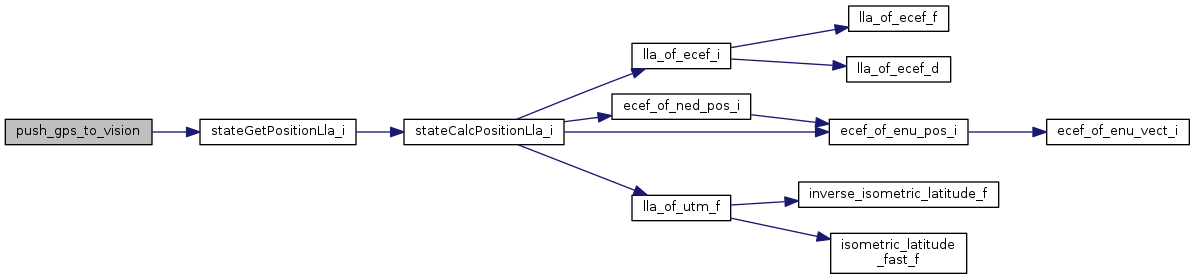 push_gps_to_vision
stateGetPositionLla_i
stateCalcPositionLla_i
lla_of_ecef_i
lla_of_ecef_f
lla_of_ecef_d
ecef_of_ned_pos_i
ecef_of_enu_pos_i
ecef_of_enu_vect_i
lla_of_utm_f
inverse_isometric_latitude_f
isometric_latitude
_fast_f